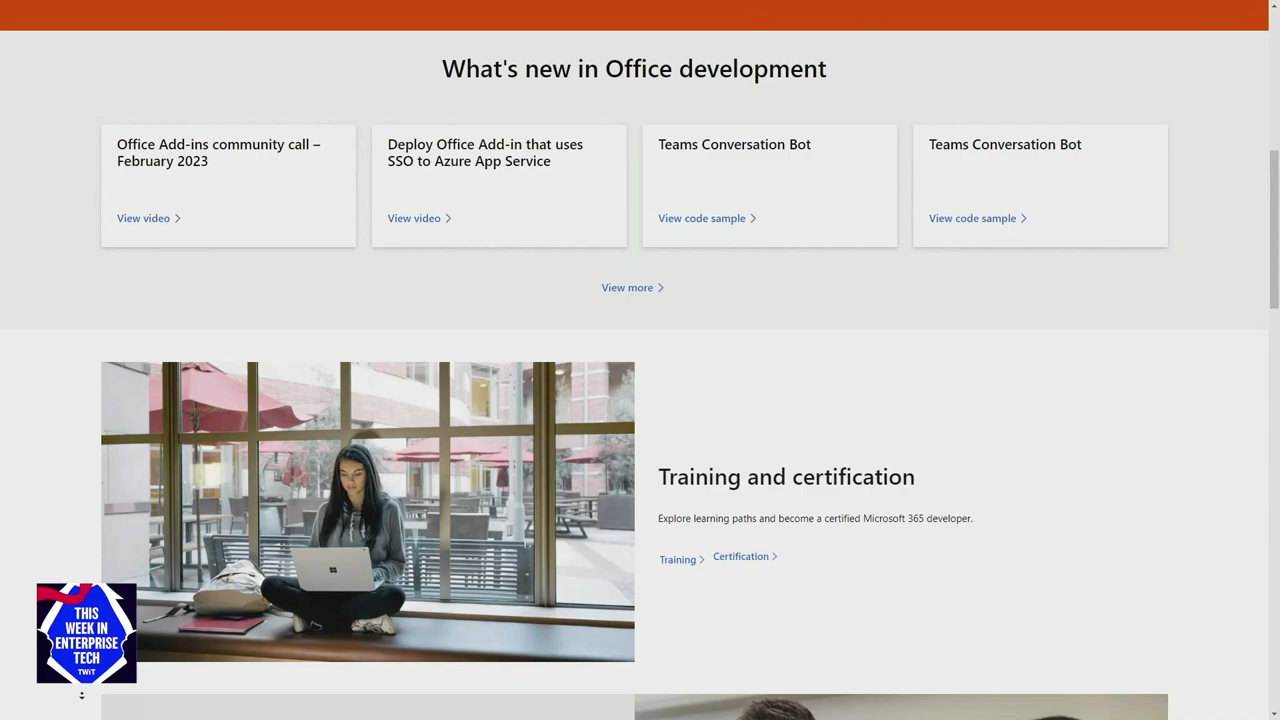 What's new in Office development
Office Add-ins community call –
February 2023
View video
Deploy Office Add-in that uses
SSO to Azure App Service
View video
Teams Conversation Bot
View code sample
Teams Conversation Bot
View code sample
View more
Training and certification
Explore learning paths and become a certified Microsoft 365 developer.
Training
Certification
THIS
WEEK IN
ENTERPRISE
TECH
TWiT